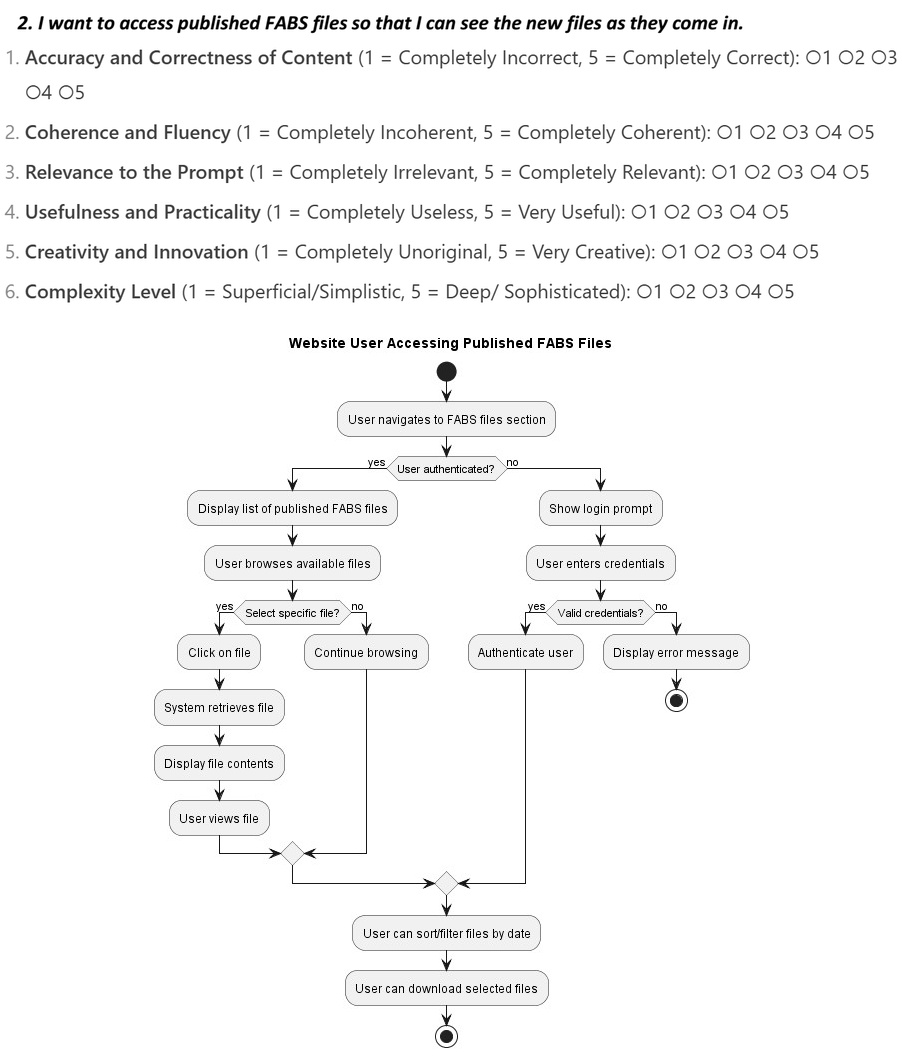 2. I want to access published FABS files so that I can see the new files as they come in.
1. Accuracy and Correctness of Content (1 = Completely Incorrect, 5 = Completely Correct): O1 O2 O3
O4 O5
2. Coherence and Fluency (1 = Completely Incoherent, 5 = Completely Coherent): O1 O2 O3 O4 O5
3. Relevance to the Prompt (1 = Completely Irrelevant, 5 = Completely Relevant): O1 O2 O3 O4 O5
4. Usefulness and Practicality (1 = Completely Useless, 5 = Very Useful): O1 O2 O3 O4 O5
5. Creativity and Innovation (1 = Completely Unoriginal, 5 = Very Creative): O1 O2 O3 O4 O5
6. Complexity Level (1 = Superficial/Simplistic, 5 = Deep/ Sophisticated): O1 O2 O3 O4 O5
Website User Accessing Published FABS Files
User navigates to FABS files section
yes
User authenticated?
no
Display list of published FABS files
User browses available files
yes
Select specific file?
no
Click on file
System retrieves file
Display file contents
User views file
Continue browsing
Show login prompt
User enters credentials
yes
Valid credentials?
no
Authenticate user
Display error message
User can sort/filter files by date
User can download selected files